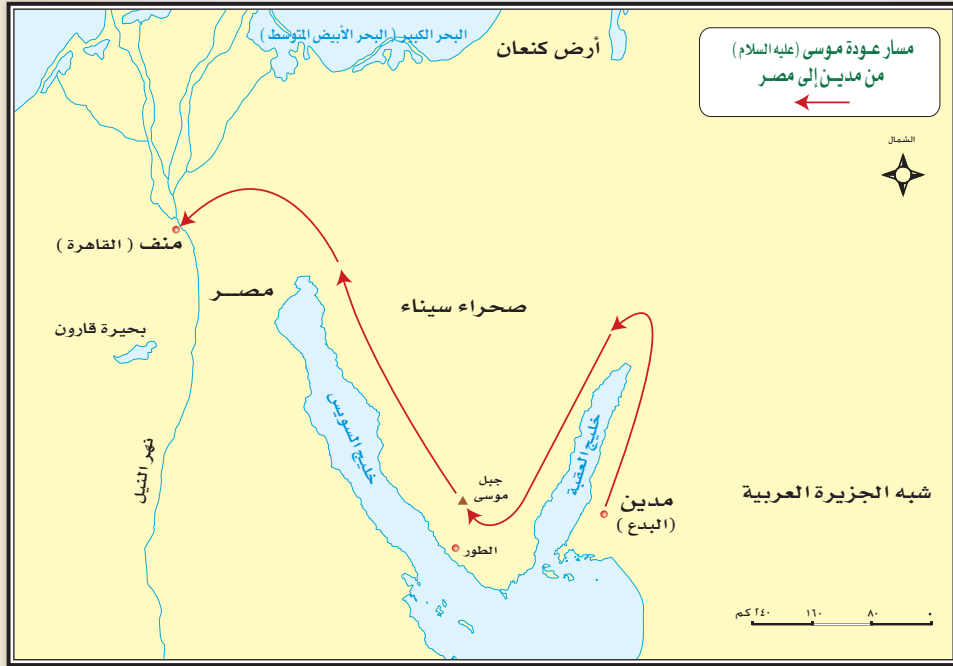 البحر الكبير ( البحر الأبيض المتوسط )
أرض كنعان
مسار عودة موسى (عليه السلام)
من مدين إلى مصر
الشمال
منف ( القاهرة )
مصر
صحراء سيناء
بحيرة قارون
نهر النيل
خليج السويس
خليج العقبة
جبل
موسى
الطور
مدين
( البدع )
شبه الجزيرة العربية
٢٤٠ كم
١٦٠
٨٠
٠